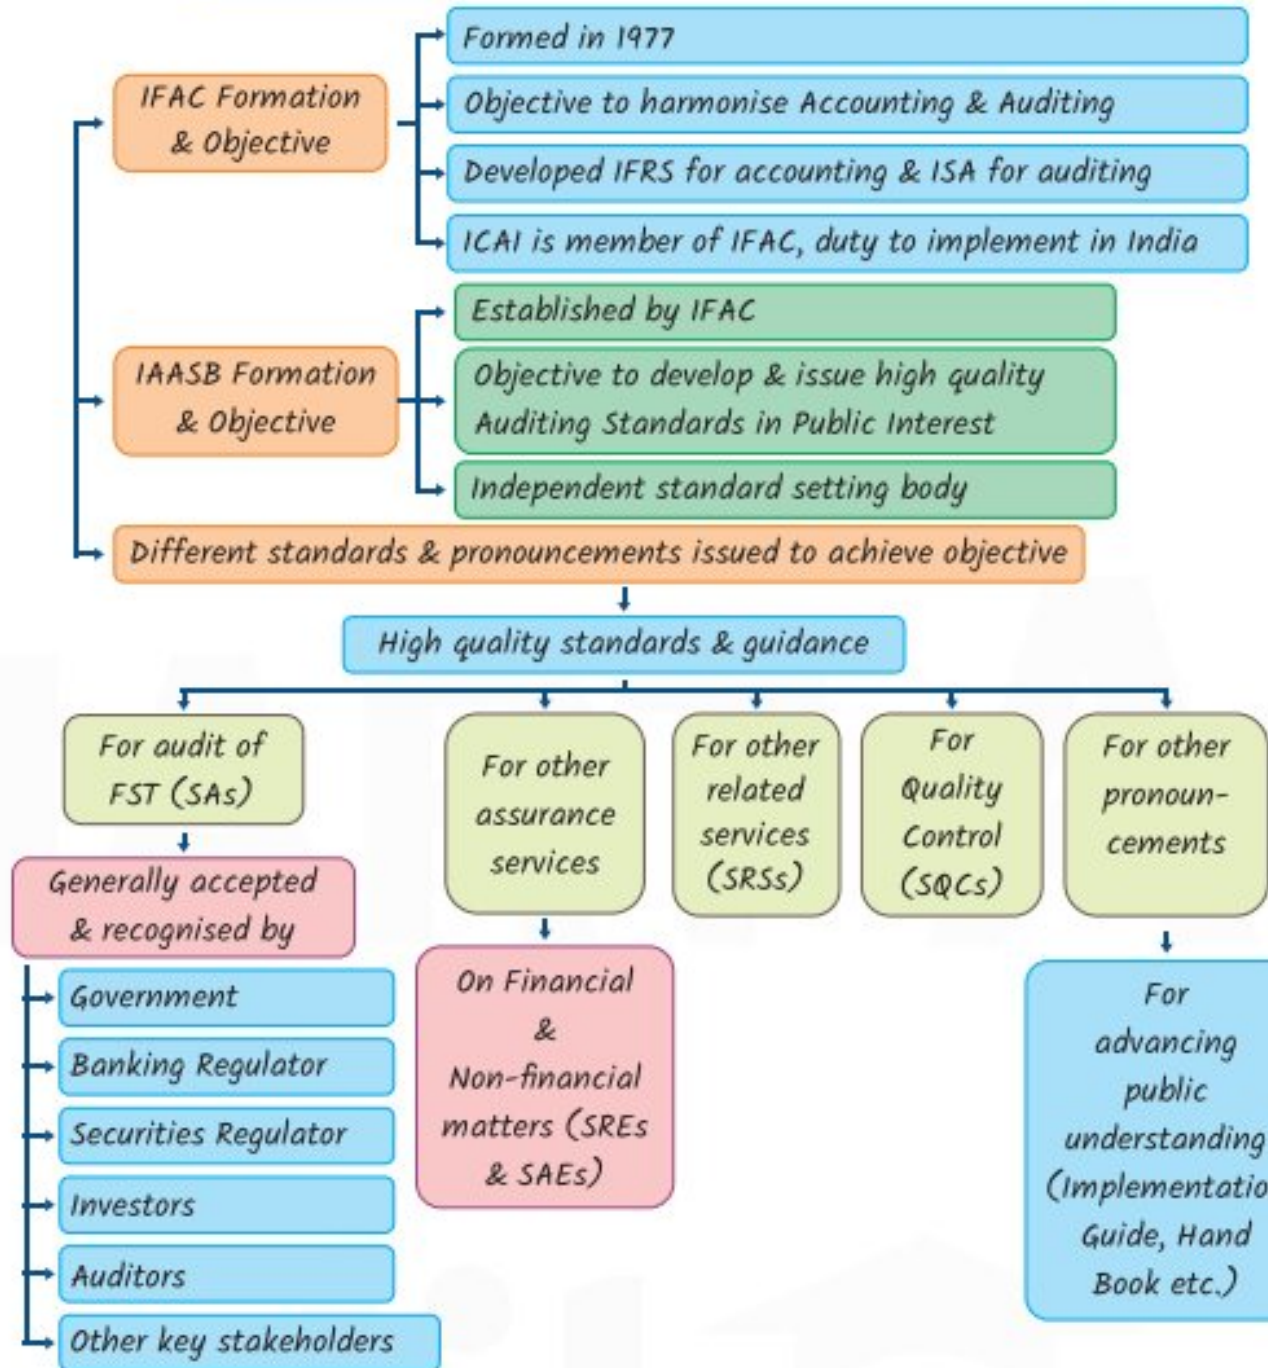 Formed in 1977
IFAC Formation
& Objective
Objective to harmonise Accounting & Auditing
Developed IFRS for accounting & ISA for auditing
ICAI is member of IFAC, duty to implement in India
Established by IFAC
IAASB Formation
& Objective
Objective to develop & issue high quality
Auditing Standards in Public Interest
Independent standard setting body
Different standards & pronouncements issued to achieve objective
High quality standards & guidance
For audit of
FST (SAs)
Generally accepted
& recognised by
Government
Banking Regulator
Securities Regulator
Investors
Auditors
Other key stakeholders
For other
assurance
services
On Financial
&
Non-financial
matters (SREs
& SAEs)
For other
related
services
(SRSs)
For
Quality
Control
(SQCs)
For other
pronoun-
cements
For
advancing
public
understanding
(Implementatio
Guide, Hand
Book etc.)